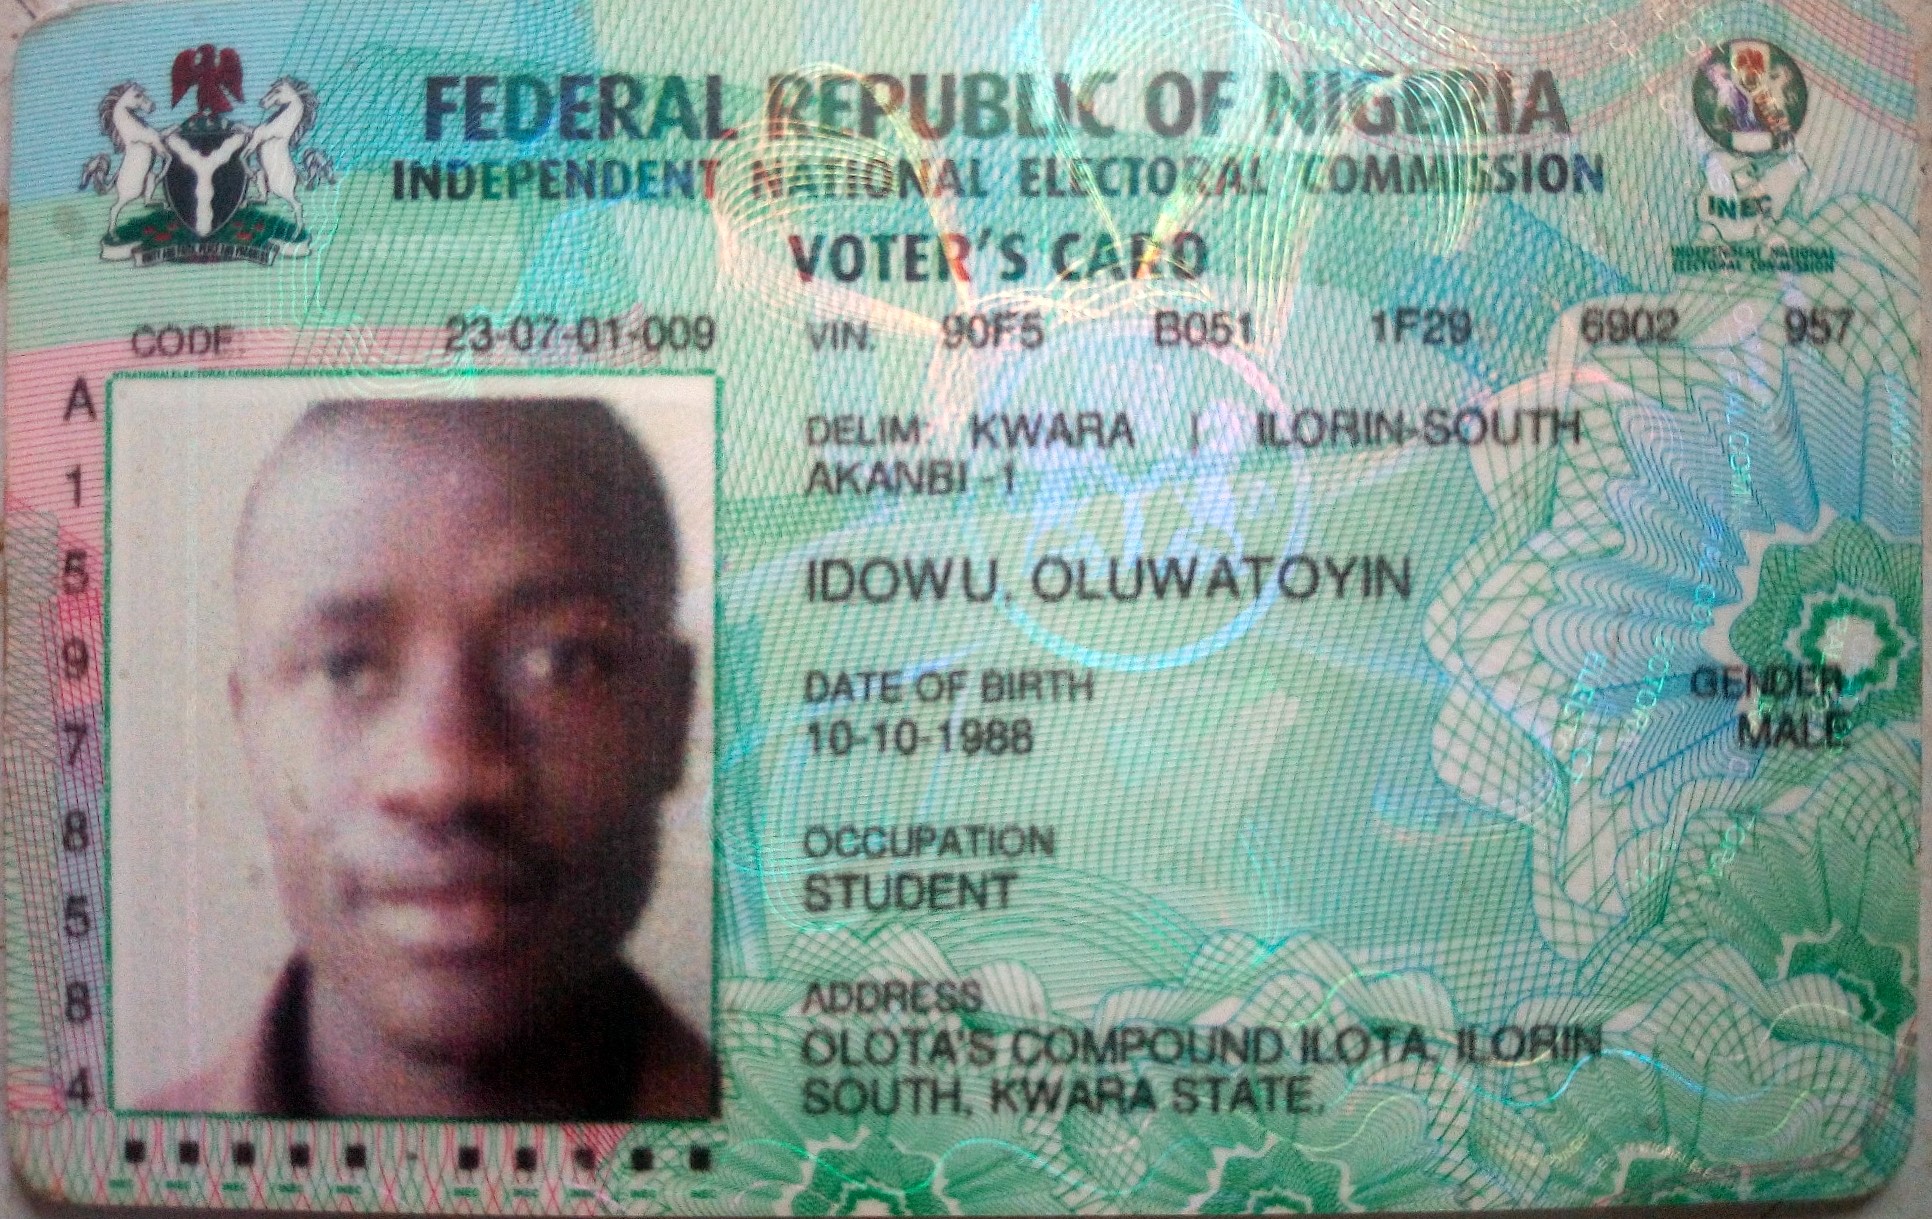 FEDERAL REPUBLIC OF NIGERIA
INDEPENDENT NATIONAL ELECTORAL COMMISSION
VOTER'S CARD
INEC
INDEPENDENT NATIONAL
ELECTORAL COMMISSION
CODE: 23-07-01-009
VIN: 90F5 B051 1F29 6902 957
DELIM: KWARA | ILORIN-SOUTH
AKANBI -1
IDOWU, OLUWATOYIN
DATE OF BIRTH
10-10-1988
GENDER
MALE
OCCUPATION
STUDENT
ADDRESS
OLOTA'S COMPOUND ILOTA, ILORIN
SOUTH, KWARA STATE.
A
1
5
9
7
8
5
8
4